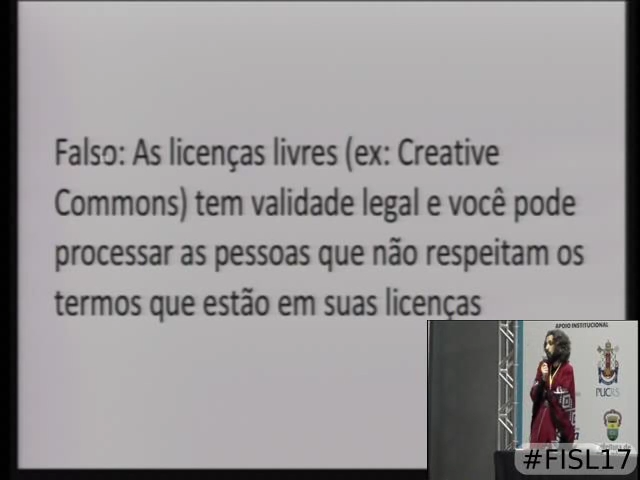 Falso: As licenças livres (ex: Creative
Commons) tem validade legal e você pode
processar as pessoas que não respeitam os
termos que estão em suas licenças
APOIO INSTITUCIONAL
PUCRS
#FISL17